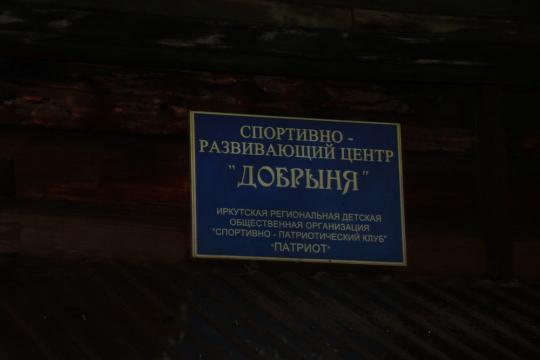 СПОРТИВНО -
РАЗВИВАЮЩИЙ ЦЕНТР
"ДОБРЫНЯ"
ИРКУТСКАЯ РЕГИОНАЛЬНАЯ ДЕТСКАЯ
ОБЩЕСТВЕННАЯ ОРГАНИЗАЦИЯ
"СПОРТИВНО - ПАТРИОТИЧЕСКИЙ КЛУБ"
"ПАТРИОТ"